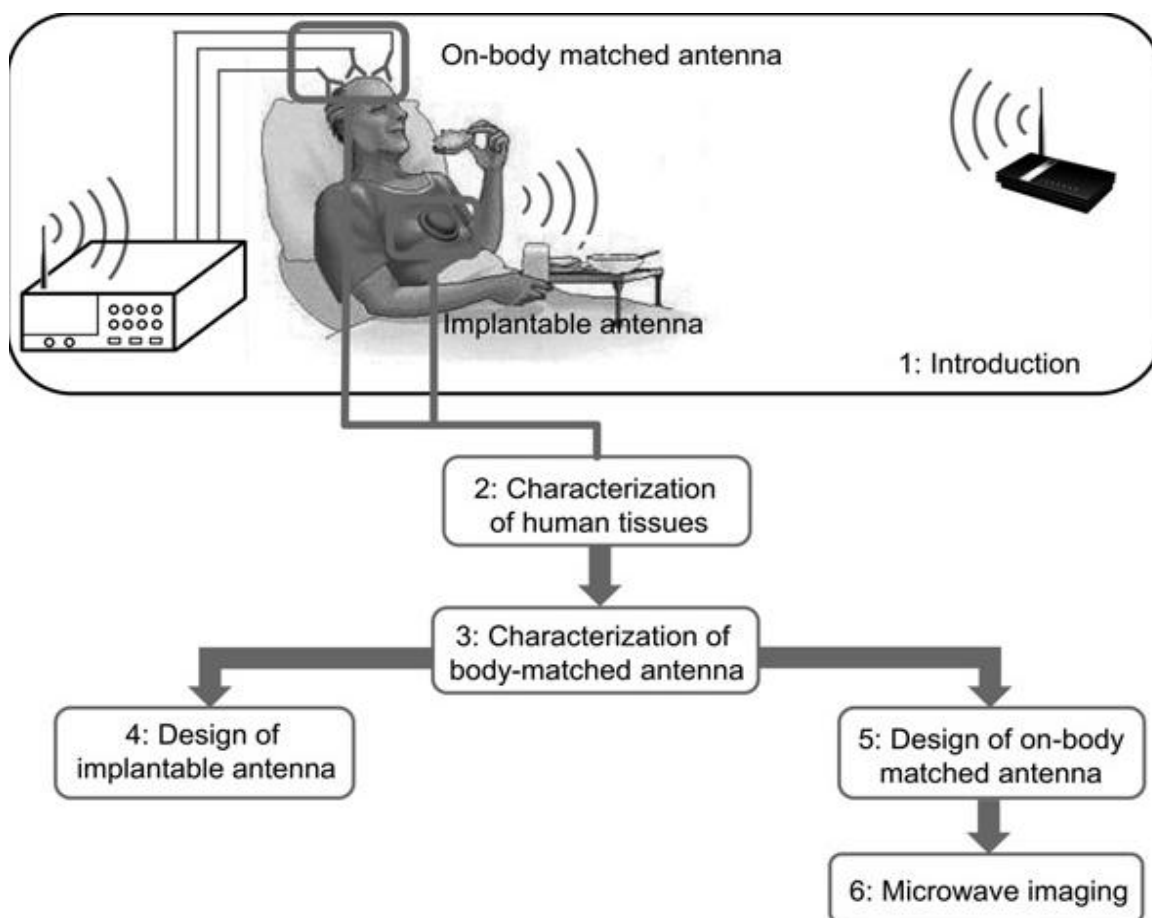 On-body matched antenna
Implantable antenna
1: Introduction
2: Characterization
of human tissues
3: Characterization of
body-matched antenna
4: Design of
implantable antenna
5: Design of on-body
matched antenna
6: Microwave imaging